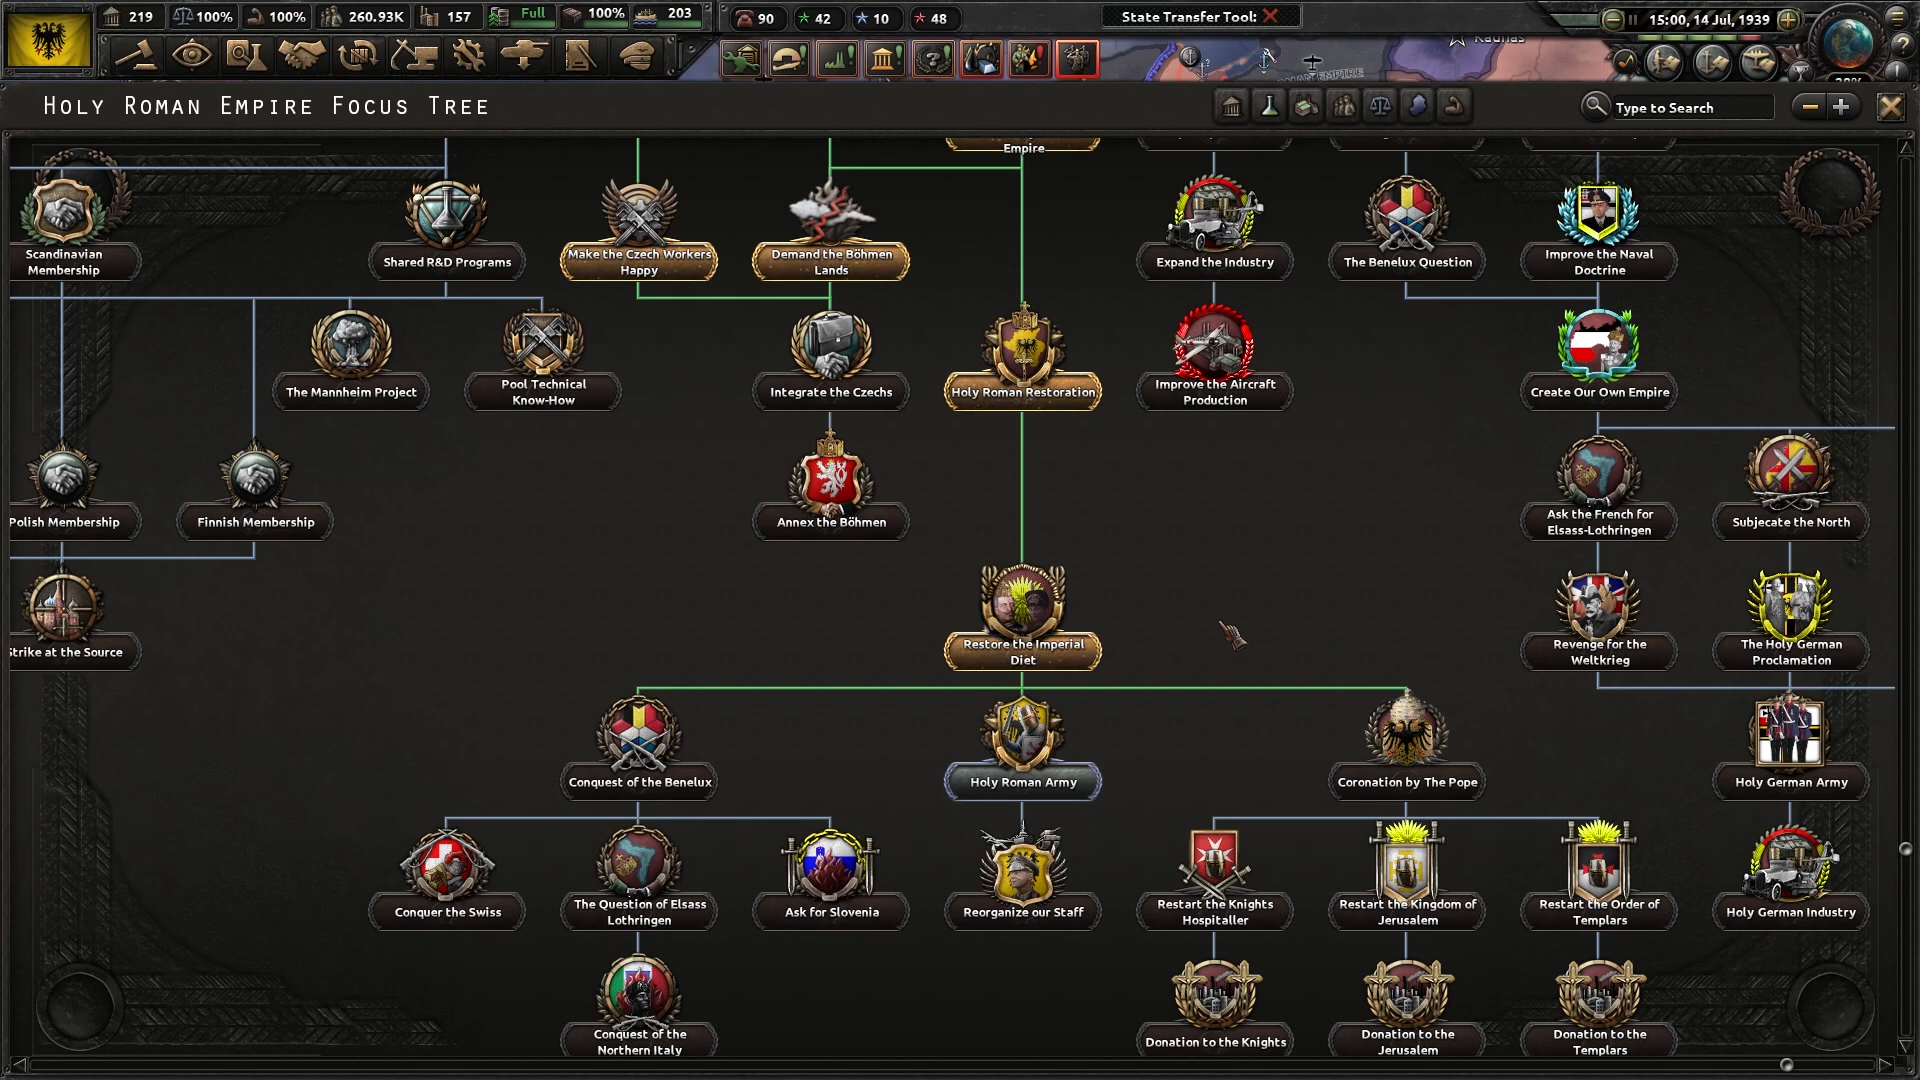 219
100%
100%
260.93K
157
Full
100%
203
90
42
10
48
State Transfer Tool:
15:00, 14 Jul, 1939
Kaunas
HOLY ROMAN EMPIRE FOCUS TREE
Type to Search
Empire
Scandinavian
Membership
Shared R&D Programs
Make the Czech Workers
Happy
Demand the Böhmen
Lands
Expand the Industry
The Benelux Question
Improve the Naval
Doctrine
The Mannheim Project
Pool Technical
Know-How
Integrate the Czechs
Holy Roman Restoration
Improve the Aircraft
Production
Create Our Own Empire
Polish Membership
Finnish Membership
Annex the Böhmen
Ask the French for
Elsass-Lothringen
Subjecate the North
Strike at the Source
Restore the Imperial
Diet
Revenge for the
Weltkrieg
The Holy German
Proclamation
Conquest of the Benelux
Holy Roman Army
Coronation by The Pope
Holy German Army
Conquer the Swiss
The Question of Elsass
Lothringen
Ask for Slovenia
Reorganize our Staff
Restart the Knights
Hospitaller
Restart the Kingdom of
Jerusalem
Restart the Order of
Templars
Holy German Industry
Conquest of the
Northern Italy
Donation to the Knights
Donation to the
Jerusalem
Donation to the
Templars